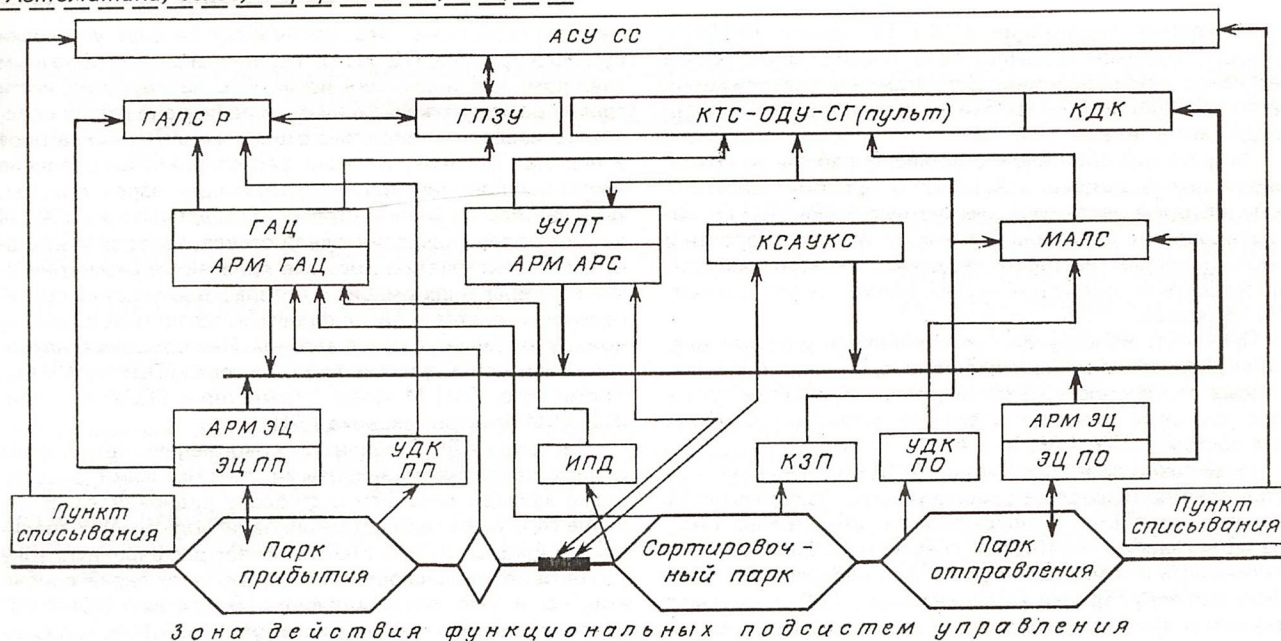 АСУ СС
ГАЛС Р
ГПЗУ
КТС-ОДУ-СГ(пульт)
КДК
ГАЦ
АРМ ГАЦ
УУПТ
АРМ АРС
КСАУКС
МАЛС
АРМ ЭЦ
ЭЦ ПП
УДК
ПП
ИПД
КЗП
УДК
ПО
АРМ ЭЦ
ЭЦ ПО
Пункт
списывания
Парк
прибытия
Сортировоч-
ный парк
Парк
отправления
Пункт
списывания
Зона действия функциональных подсистем управления